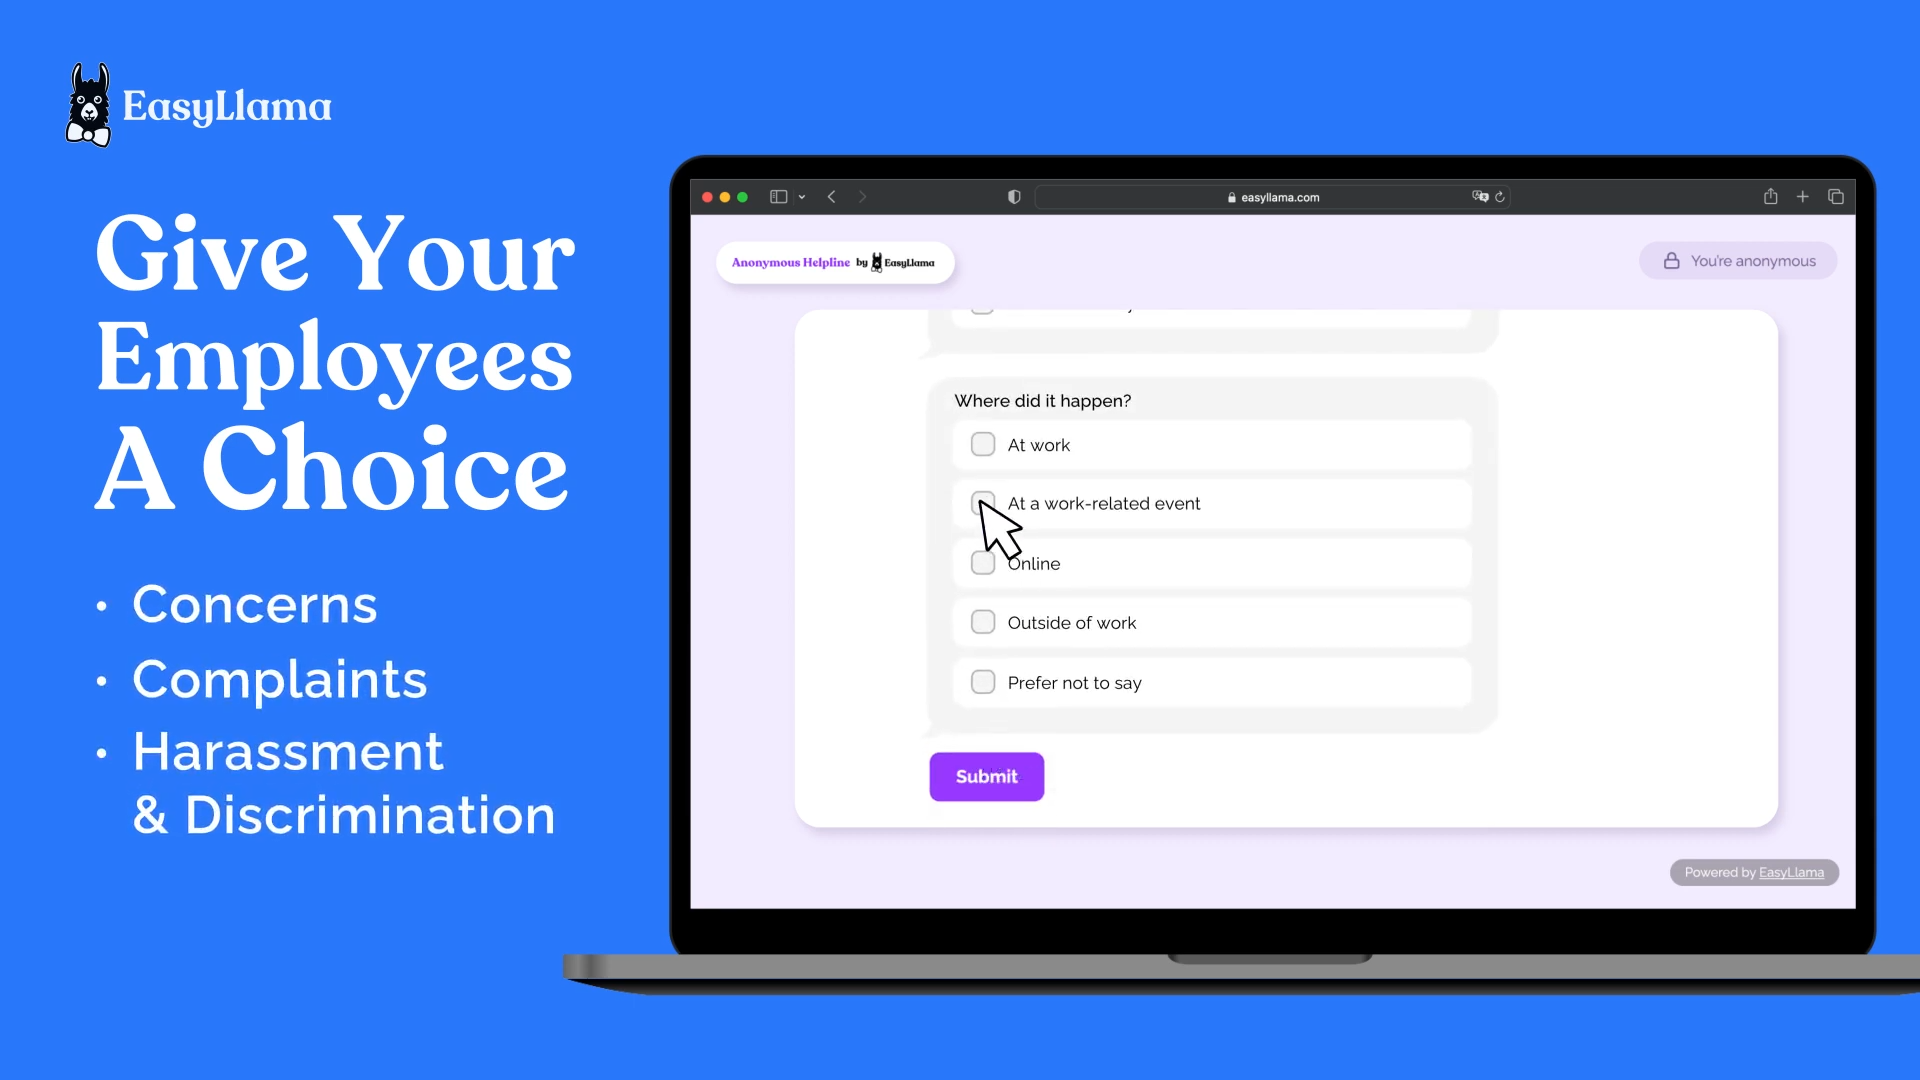 EasyLlama
Give Your
Employees
A Choice
• Concerns
• Complaints
• Harassment
& Discrimination
easyllama.com
Anonymous Helpline by EasyLlama
You're anonymous
Where did it happen?
At work
At a work-related event
Online
Outside of work
Prefer not to say
Submit
Powered by EasyLlama